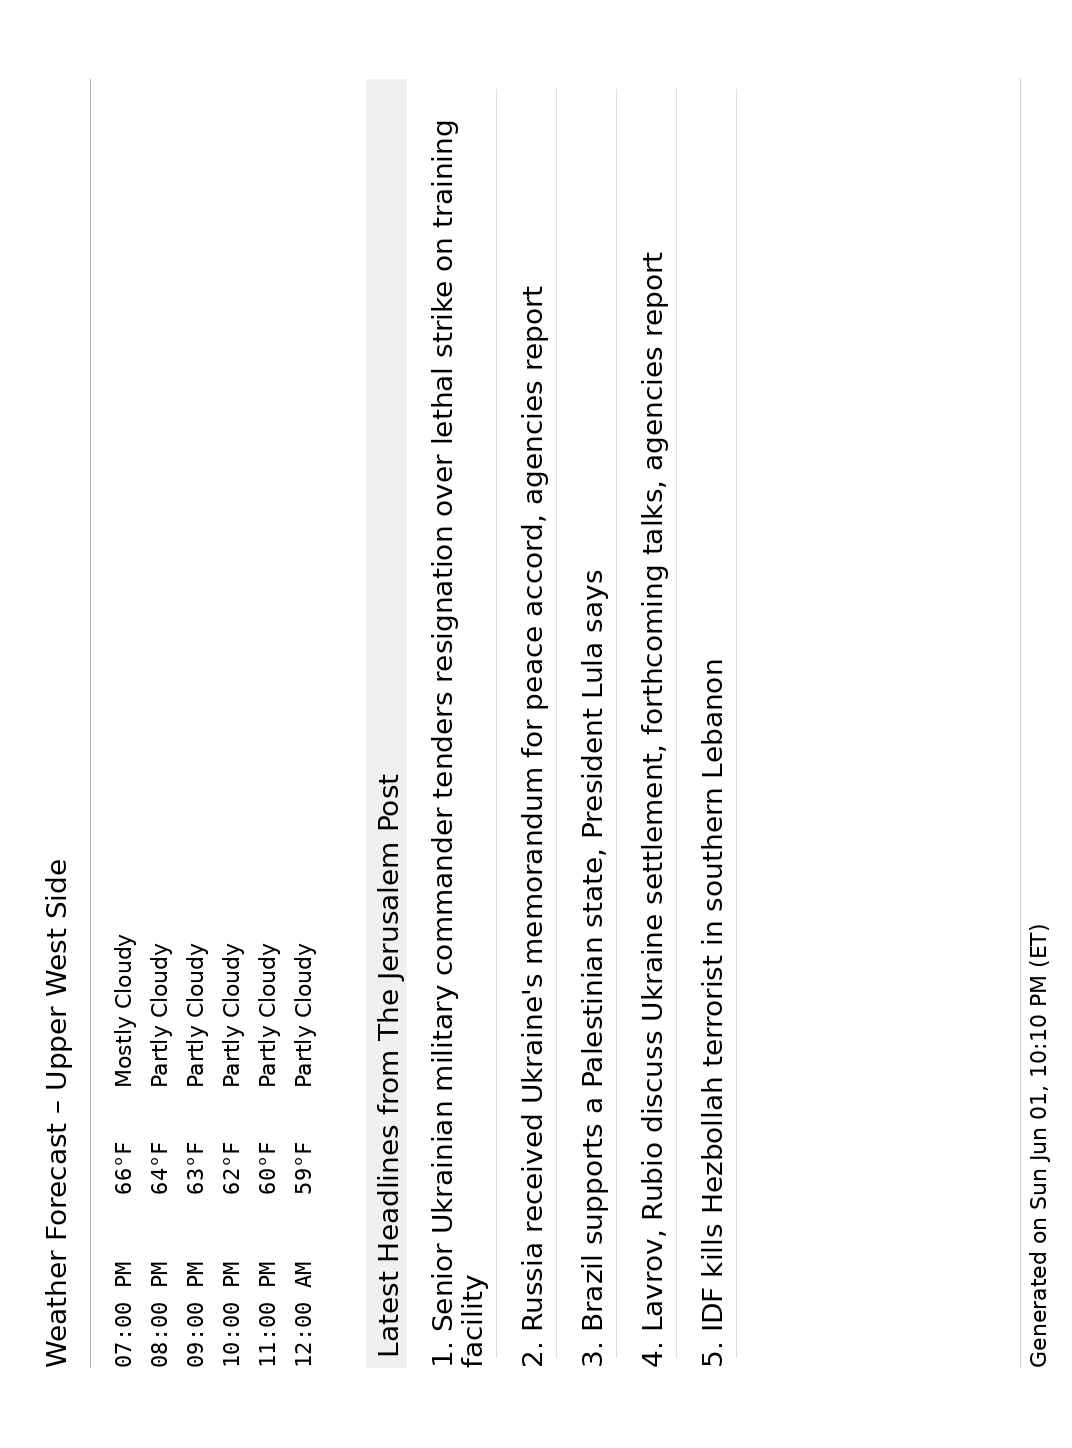 Weather Forecast – Upper West Side
07:00 PM 66°F Mostly Cloudy
08:00 PM 64°F Partly Cloudy
09:00 PM 63°F Partly Cloudy
10:00 PM 62°F Partly Cloudy
11:00 PM 60°F Partly Cloudy
12:00 AM 59°F Partly Cloudy
Latest Headlines from The Jerusalem Post
1. Senior Ukrainian military commander tenders resignation over lethal strike on training
facility
2. Russia received Ukraine's memorandum for peace accord, agencies report
3. Brazil supports a Palestinian state, President Lula says
4. Lavrov, Rubio discuss Ukraine settlement, forthcoming talks, agencies report
5. IDF kills Hezbollah terrorist in southern Lebanon
Generated on Sun Jun 01, 10:10 PM (ET)